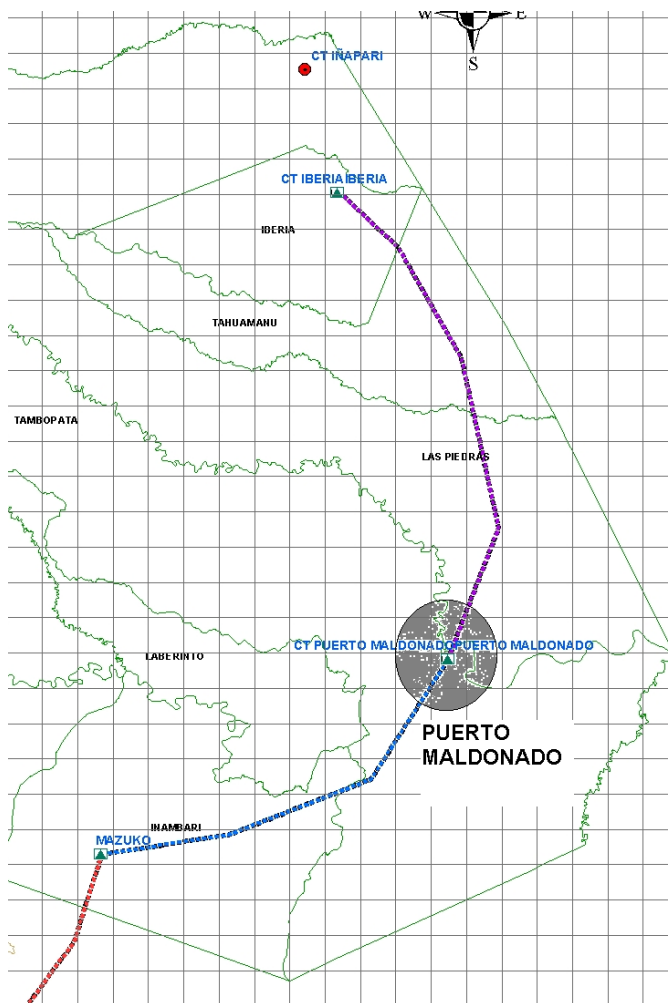 W E
S
CT IÑAPARI
CT IBERIA IBERIA
IBERIA
TAHUAMANU
TAMBOPATA
LAS PIEDRAS
CT PUERTO MALDONADO PUERTO MALDONADO
LABERINTO
PUERTO
MALDONADO
INAMBARI
MAZUKO